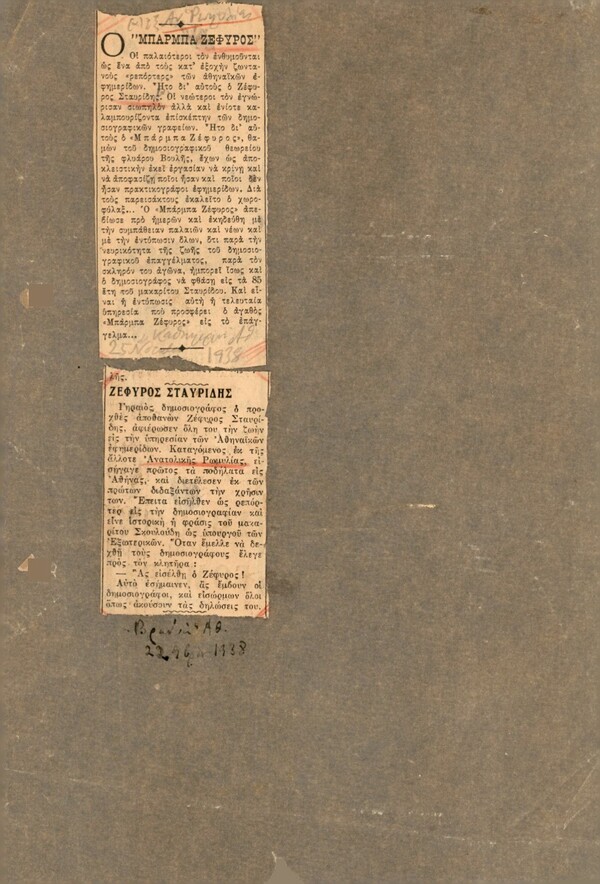 Ο "ΜΠΑΡΜΠΑ ΖΕΦΥΡΟΣ"
Οἱ παλαιότεροι τὸν ἐνθυμοῦνται
ὡς ἕνα ἀπὸ τοὺς κατ' ἐξοχὴν ζωντα-
νοὺς «ρεπόρτερς» τῶν ἀθηναϊκῶν ἐ-
φημερίδων. Ἦτο δι' αὐτοὺς ὁ Ζέφυ-
ρος Σταυρίδης. Οἱ νεώτεροι τὸν ἐγνώ-
ρισαν σιωπηλὸν ἀλλὰ καὶ ἐνίοτε κα-
λαμπουρίζοντα ἐπισκέπτην τῶν δημο-
σιογραφικῶν γραφείων. Ἦτο δι' αὐ-
τοὺς ὁ «Μπάρμπα Ζέφυρος», θα-
μὼν τοῦ δημοσιογραφικοῦ θεωρείου
τῆς φλυάρου Βουλῆς, ἔχων ὡς ἀπο-
κλειστικὴν ἐκεῖ ἐργασίαν νὰ κρίνῃ καὶ
νὰ ἀποφασίζῃ ποῖοι ἦσαν καὶ ποῖοι δὲν
ἦσαν πρακτικογράφοι ἐφημερίδων. Διὰ
τοὺς παρεισάκτους ἐκαλεῖτο ὁ χωρο-
φύλαξ... Ὁ «Μπάρμπα Ζέφυρος» ἀπε-
βίωσε πρὸ ἡμερῶν καὶ ἐκηδεύθη μὲ
τὴν συμπάθειαν παλαιῶν καὶ νέων καὶ
μὲ τὴν ἐντύπωσιν ὅλων, ὅτι παρὰ τὴν
νευρικότητα τῆς ζωῆς τοῦ δημοσιο-
γραφικοῦ ἐπαγγέλματος, παρὰ τὸν
σκληρόν του ἀγῶνα, ἠμπορεῖ ἴσως καὶ
ὁ δημοσιογράφος νὰ φθάσῃ εἰς τὰ 85
ἔτη τοῦ μακαρίτου Σταυρίδου. Καὶ εἶ-
ναι ἡ ἐντύπωσις αὐτὴ ἡ τελευταία
ὑπηρεσία ποὺ προσφέρει ὁ ἀγαθὸς
«Μπάρμπα Ζέφυρος» εἰς τὸ ἐπάγ-
γελμα...
1938
ΖΕΦΥΡΟΣ ΣΤΑΥΡΙΔΗΣ
Γηραιὸς δημοσιογράφος ὁ προ-
χθὲς ἀποθανὼν Ζέφυρος Σταυρί-
δης, ἀφιέρωσεν ὅλη του τὴν ζωὴν
εἰς τὴν ὑπηρεσίαν τῶν Ἀθηναϊκῶν
ἐφημερίδων. Καταγόμενος ἐκ τῆς
ἄλλοτε Ἀνατολικῆς Ρωμυλίας, εἰ-
σήγαγε πρῶτος τὰ ποδήλατα εἰς
Ἀθήνας, καὶ διετέλεσεν ἐκ τῶν
πρώτων διδαξάντων τὴν χρῆσίν
των. Ἔπειτα εἰσῆλθεν ὡς ρεπόρ-
τερ εἰς τὴν δημοσιογραφίαν καὶ
εἶνε ἱστορικὴ ἡ φράσις τοῦ μακα-
ρίτου Σκουλούδη ὡς ὑπουργοῦ τῶν
Ἐξωτερικῶν. Ὅταν ἔμελλε νὰ δε-
χθῇ τοὺς δημοσιογράφους ἔλεγε
πρὸς τὸν κλητῆρα :
— Ἂς εἰσέλθῃ ὁ Ζέφυρος!
Αὐτὸ ἐσήμαινεν, ἂς ἔμβουν οἱ
δημοσιογράφοι, καὶ εἰσώρμων ὅλοι
ὅπως ἀκούσουν τὰς δηλώσεις του.
1938